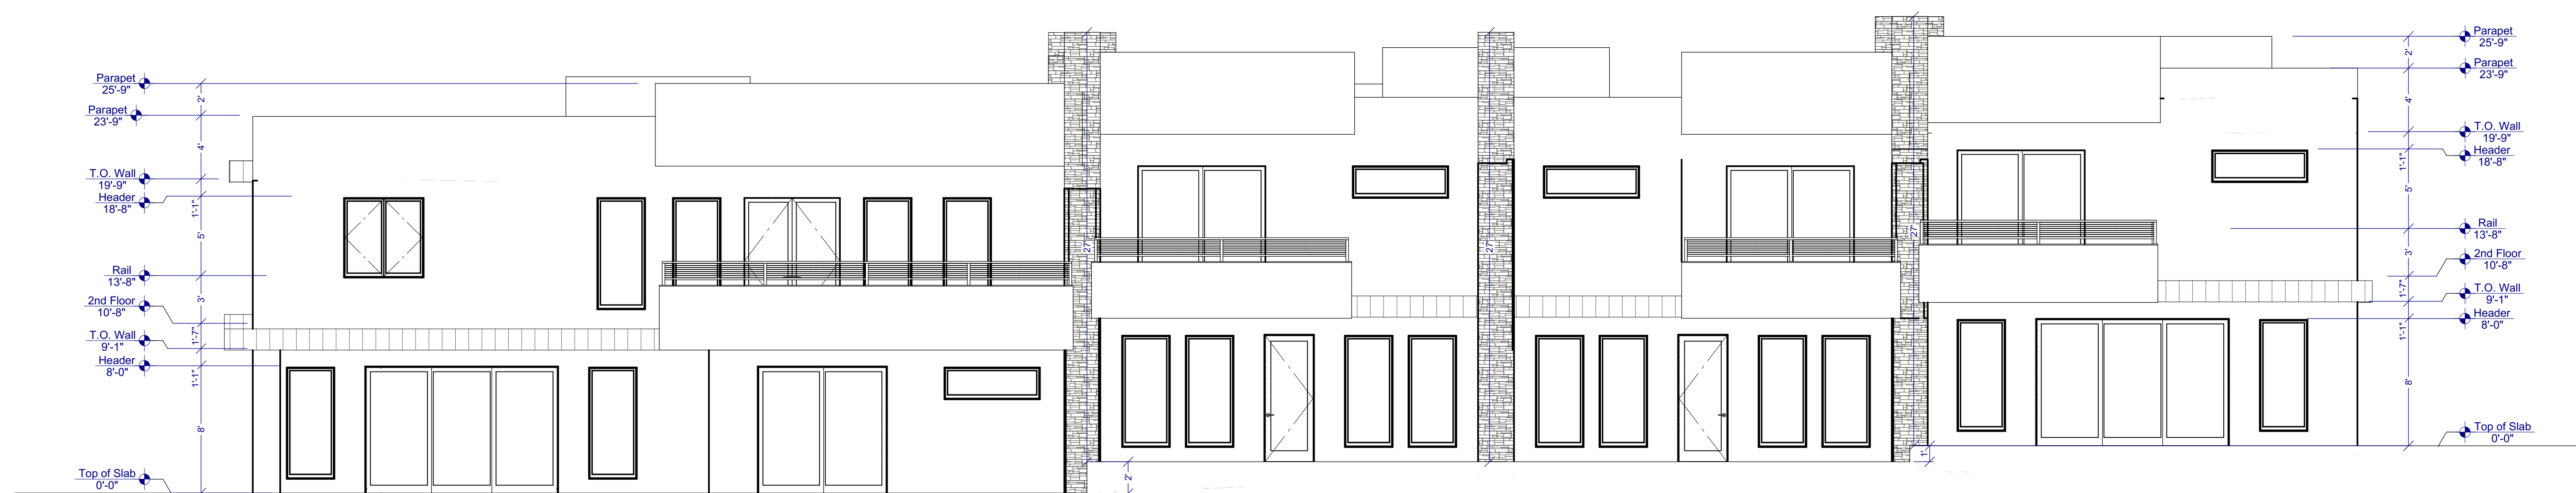 Parapet
25'-9"
Parapet
23'-9"
T.O. Wall
19'-9"
Header
18'-8"
Rail
13'-8"
2nd Floor
10'-8"
T.O. Wall
9'-1"
Header
8'-0"
Top of Slab
0'-0"
2'
4'
1'-1"
5'
3'
1'-7"
1'-1"
8'
27'
2'
27'
27'
1'
2'
4'
1'-1"
5'
3'
1'-7"
1'-1"
8'
Parapet
25'-9"
Parapet
23'-9"
T.O. Wall
19'-9"
Header
18'-8"
Rail
13'-8"
2nd Floor
10'-8"
T.O. Wall
9'-1"
Header
8'-0"
Top of Slab
0'-0"